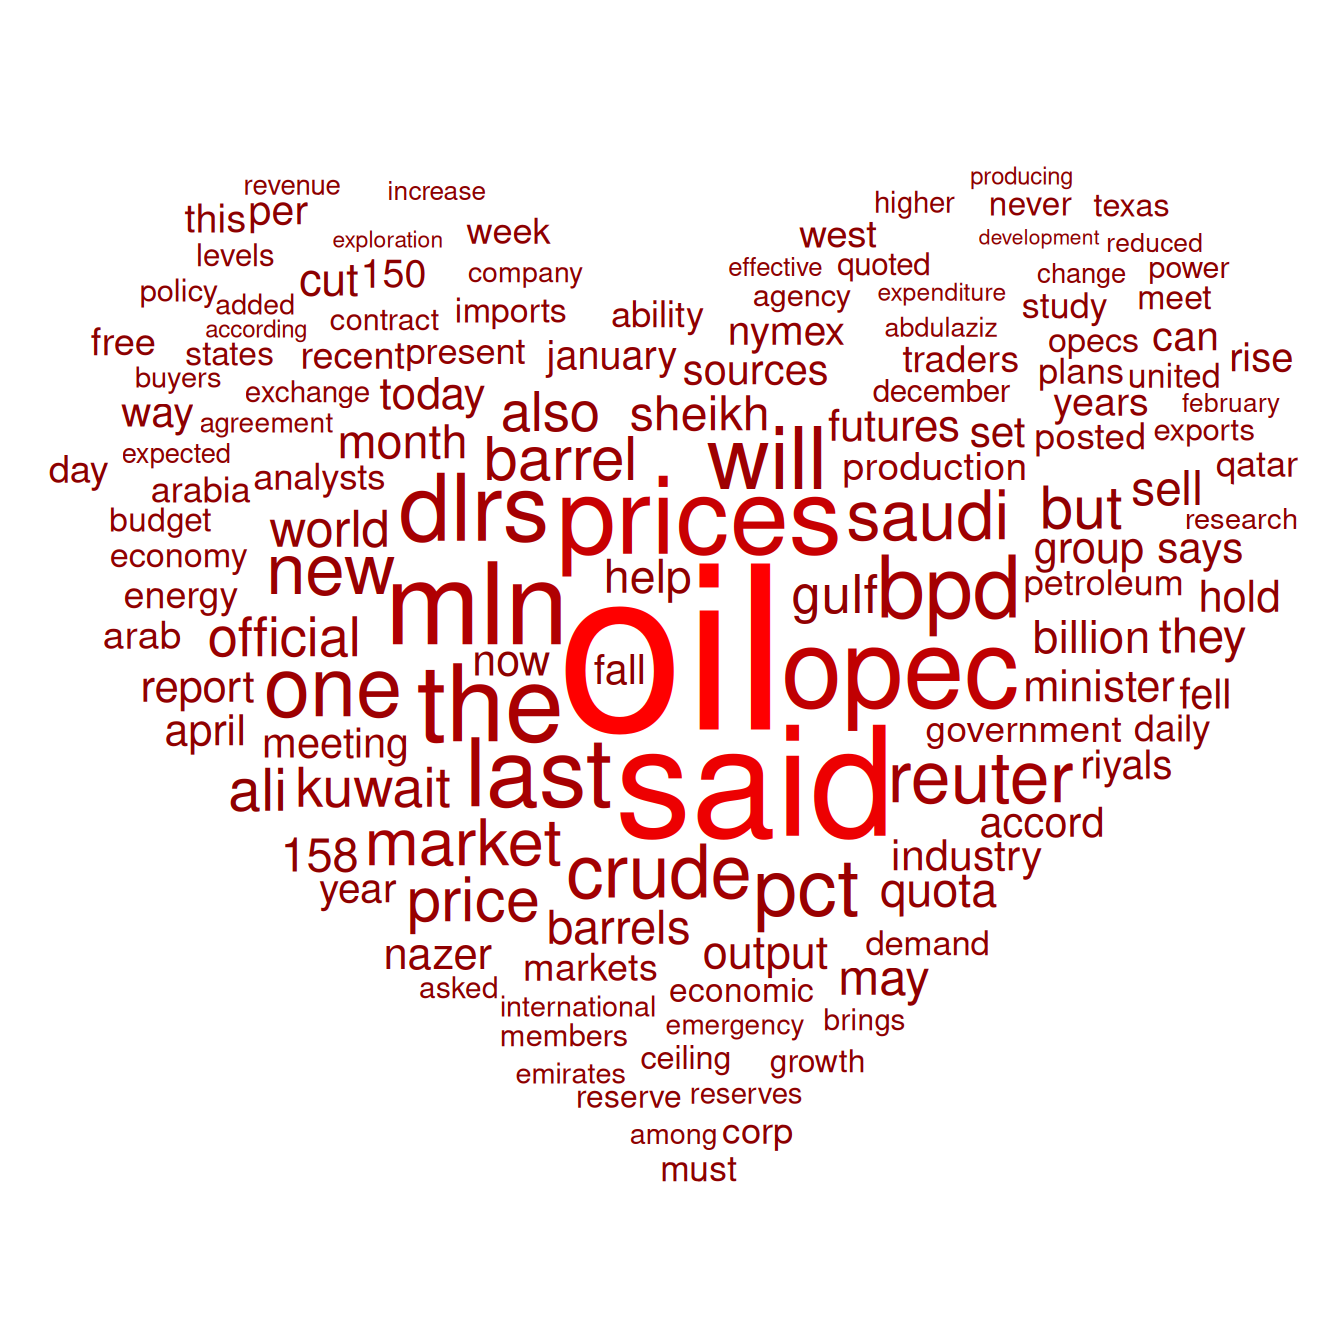 producing
revenue increase
higher never texas
this per
week west development reduced
exploration
levels cut 150 company effective quoted change power
policy added contract imports ability agency expenditure study meet
according
free states recent present january nymex abdulaziz opecs can
buyers sources traders plans united rise
exchange today december
way agreement also sheikh years february
month futures set posted exports
expected barrel will production qatar
day arabia analysts
dlrs prices saudi but sell
budget world research
economy group says
new help
energy mln gulf bpd petroleum hold
arab official billion they
now fall
oil
report one the opec minister fell
april meeting government daily
ali kuwait last said reuter riyals
accord
158 market industry
year price crude pct quota
barrels
nazer markets output demand
asked may
international economic
members emergency brings
emirates ceiling growth
reserve reserves
among corp
must